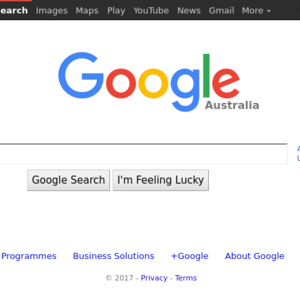 Search Images Maps Play YouTube News Gmail More
Google
Australia
A
L
Google Search I'm Feeling Lucky
Programmes Business Solutions +Google About Google
© 2017 - Privacy - Terms